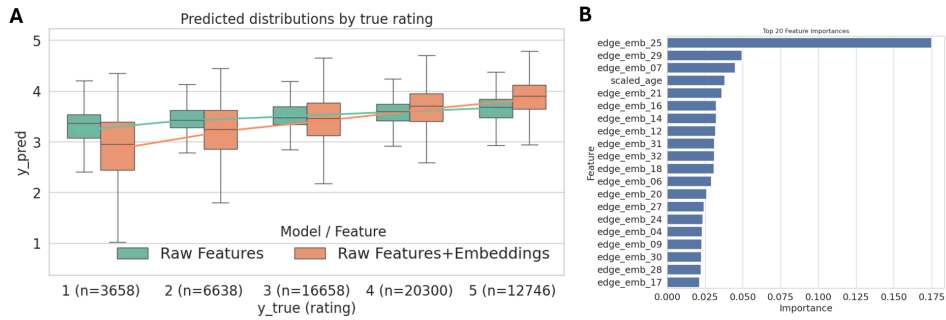 A
Predicted distributions by true rating
5
4
3
2
1
y_pred
Model / Feature
Raw Features
Raw Features+Embeddings
1 (n=3658)
2 (n=6638)
3 (n=16658)
4 (n=20300)
5 (n=12746)
y_true (rating)
B
Top 20 Feature Importances
Feature
edge_emb_25
edge_emb_29
edge_emb_07
scaled_age
edge_emb_21
edge_emb_16
edge_emb_14
edge_emb_12
edge_emb_31
edge_emb_32
edge_emb_18
edge_emb_06
edge_emb_20
edge_emb_27
edge_emb_24
edge_emb_04
edge_emb_09
edge_emb_30
edge_emb_28
edge_emb_17
0.000
0.025
0.050
0.075
0.100
0.125
0.150
0.175
Importance